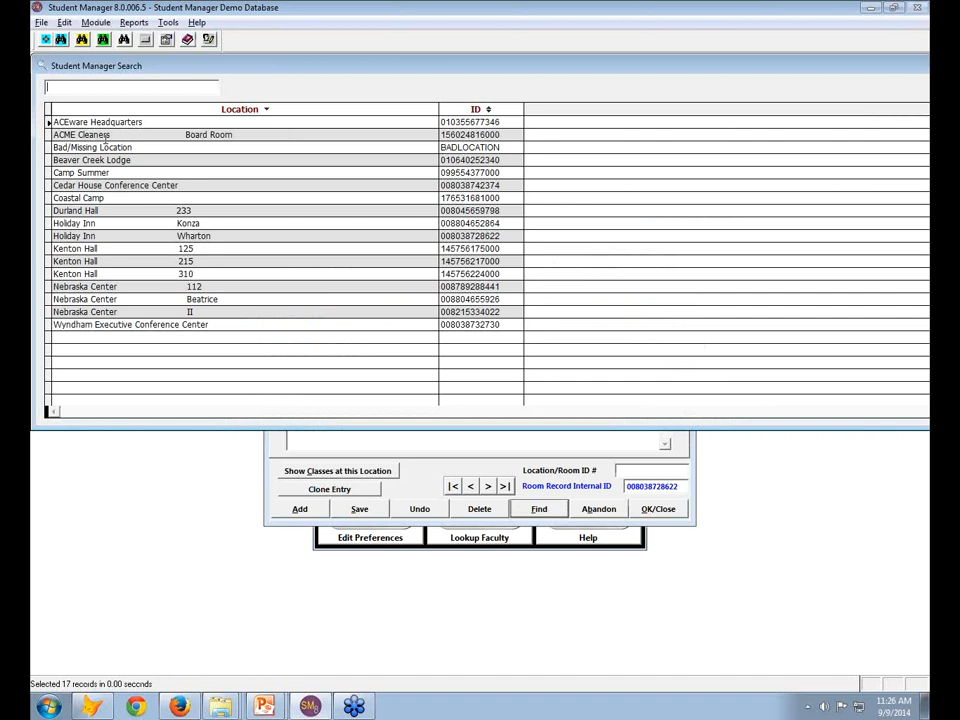 Student Manager 8.0.006.5 - Student Manager Demo Database
File Edit Module Reports Tools Help
Student Manager Search
Location ID
ACEware Headquarters 010355677346
ACME Cleaness Board Room 156024816000
Bad/Missing Location BADLOCATION
Beaver Creek Lodge 010640252340
Camp Summer 099554377000
Cedar House Conference Center 008038742374
Coastal Camp 176531681000
Durland Hall 233 008045659798
Holiday Inn Konza 008804652864
Holiday Inn Wharton 008038728622
Kenton Hall 125 145756175000
Kenton Hall 215 145756217000
Kenton Hall 310 145756224000
Nebraska Center 112 008789288441
Nebraska Center Beatrice 008804655926
Nebraska Center II 008215334022
Wyndham Executive Conference Center 008038732730
Show Classes at this Location Location/Room ID #
Clone Entry |< < > >| Room Record Internal ID 008038728622
Add Save Undo Delete Find Abandon OK/Close
Edit Preferences Lookup Faculty Help
Selected 17 records in 0.00 seconds
SM8
11:26 AM
9/9/2014